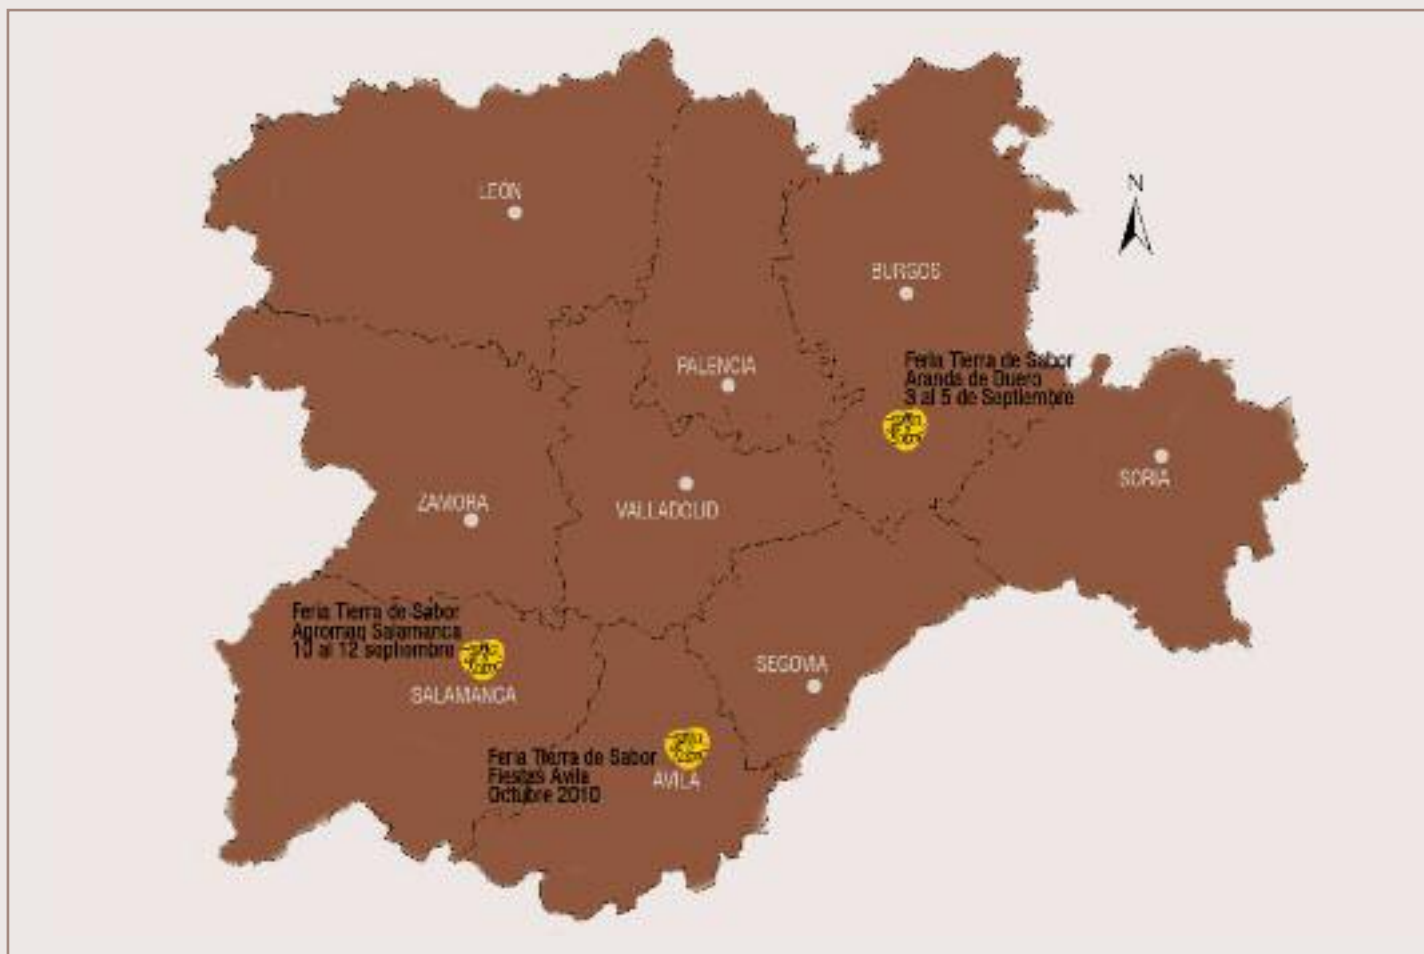 N
LEÓN
BURGOS
Feria Tierra de Sabor
Aranda de Duero
3 al 5 de Septiembre
PALENCIA
SORIA
ZAMORA
VALLADOLID
Feria Tierra de Sabor
Agromaq Salamanca
10 al 12 septiembre
SALAMANCA
SEGOVIA
Feria Tierra de Sabor
Fiestas Avila
Octubre 2010
AVILA